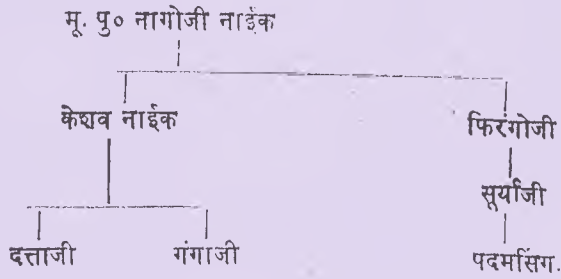 मू. पु० नागोजी नाईक
केशव नाईक फिरंगोजी
सूर्याजी
दत्ताजी गंगाजी पदमसिंग.